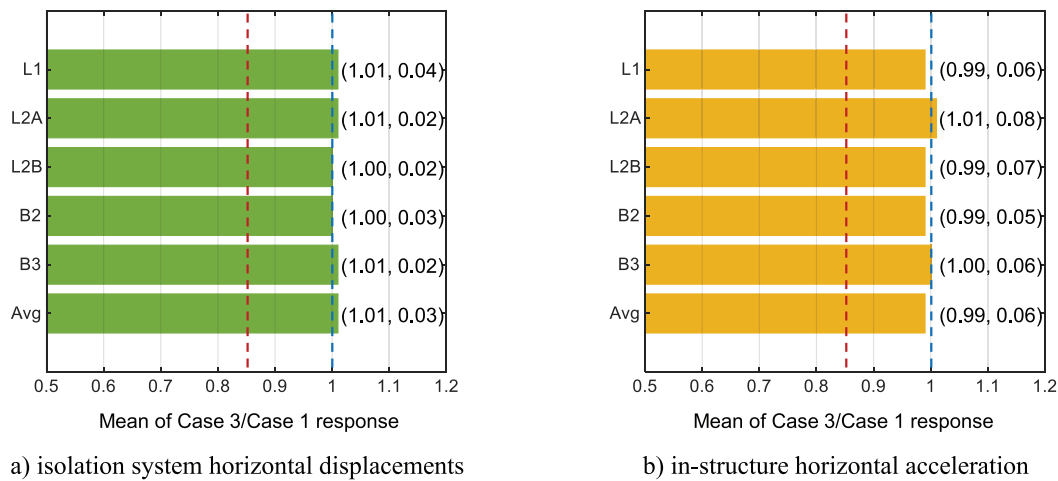 L1
(1.01, 0.04)
L2A
(1.01, 0.02)
L2B
(1.00, 0.02)
B2
(1.00, 0.03)
B3
(1.01, 0.02)
Avg
(1.01, 0.03)
0.5 0.6 0.7 0.8 0.9 1 1.1 1.2
Mean of Case 3/Case 1 response
a) isolation system horizontal displacements
L1
(0.99, 0.06)
L2A
(1.01, 0.08)
L2B
(0.99, 0.07)
B2
(0.99, 0.05)
B3
(1.00, 0.06)
Avg
(0.99, 0.06)
0.5 0.6 0.7 0.8 0.9 1 1.1 1.2
Mean of Case 3/Case 1 response
b) in-structure horizontal acceleration